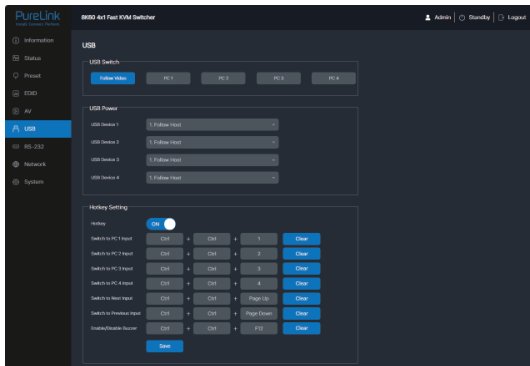 PureLink
8K80 4x1 Fast KVM Switcher
Admin
Standby
Logout
Information
Status
Preset
EDID
AV
USB
RS-232
Network
System
USB
USB Switch
Follow Video PC 1 PC 2 PC 3 PC 4
USB Power
USB Device 1 1. Follow Host
USB Device 2 1. Follow Host
USB Device 3 1. Follow Host
USB Device 4 1. Follow Host
Hotkey Setting
Hotkey ON
Switch to PC 1 Input Ctrl + Ctrl + 1 Clear
Switch to PC 2 Input Ctrl + Ctrl + 2 Clear
Switch to PC 3 Input Ctrl + Ctrl + 3 Clear
Switch to PC 4 Input Ctrl + Ctrl + 4 Clear
Switch to Next Input Ctrl + Ctrl + Page Up Clear
Switch to Previous Input Ctrl + Ctrl + Page Down Clear
Enable/Disable Buzzer Ctrl + Ctrl + F12 Clear
Save